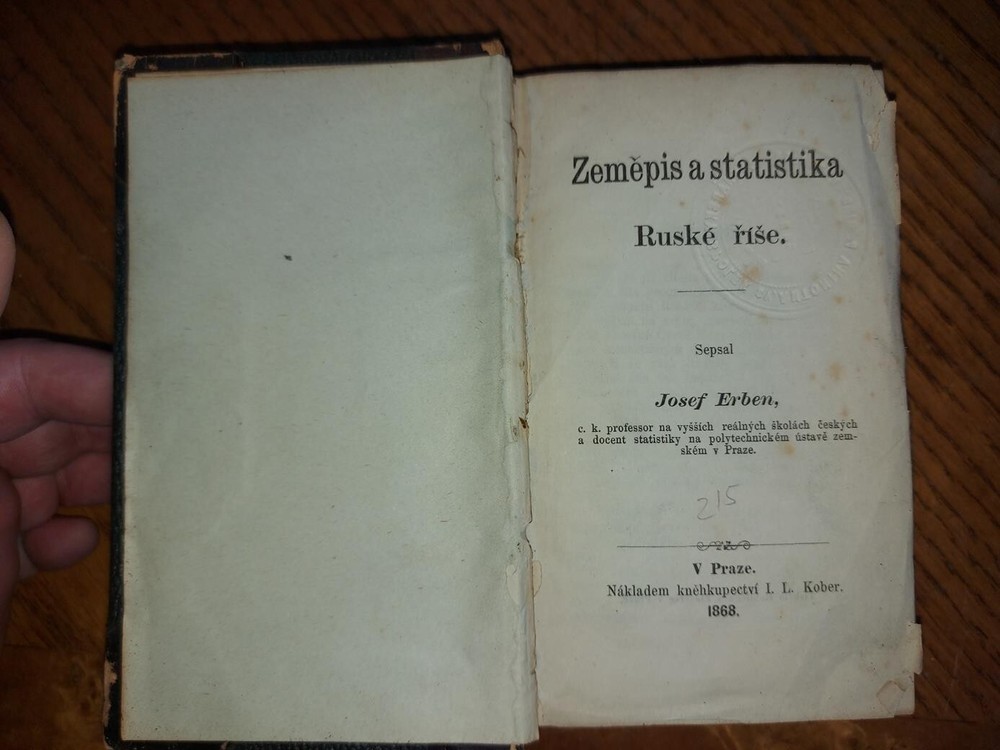 Zeměpis a statistika
Ruské říše.
Sepsal
Josef Erben,
c. k. professor na vyšších reálných školách českých
a docent statistiky na polytechnickém ústavě zem-
ském v Praze.
215
V Praze.
Nákladem kněhkupectví I. L. Kober.
1868.